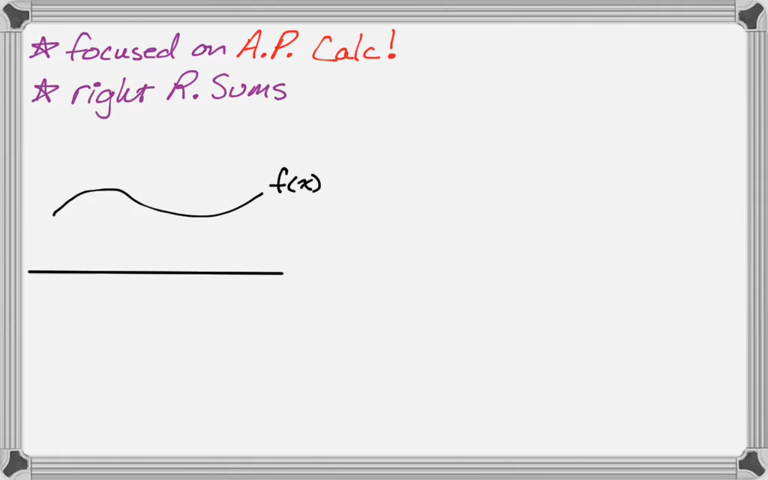 ☆ focused on A.P. Calc!
☆ right R. Sums
f(x)